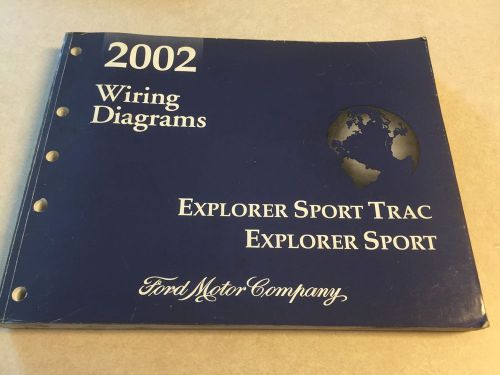 2002
Wiring
Diagrams
EXPLORER SPORT TRAC
EXPLORER SPORT
Ford Motor Company